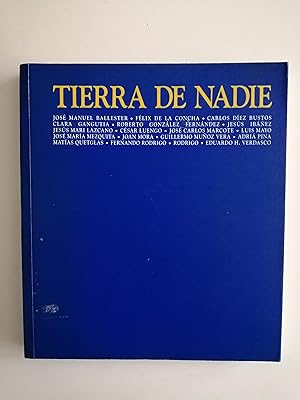 TIERRA DE NADIE
JOSÉ MANUEL BALLESTER • FÉLIX DE LA CONCHA • CARLOS DÍEZ BUSTOS
CLARA GANGUTIA • ROBERTO GONZÁLEZ FERNÁNDEZ • JESÚS IBÁÑEZ
JESÚS MARI LAZCANO • CÉSAR LUENGO • JOSÉ CARLOS MARCOTE • LUIS MAYO
JOSÉ MARÍA MEZQUITA • JOAN MORA • GUILLERMO MUÑOZ VERA • ADRIÀ PINA
MATÍAS QUETGLAS • FERNANDO RODRIGO • RODRIGO • EDUARDO H. VERDASCO